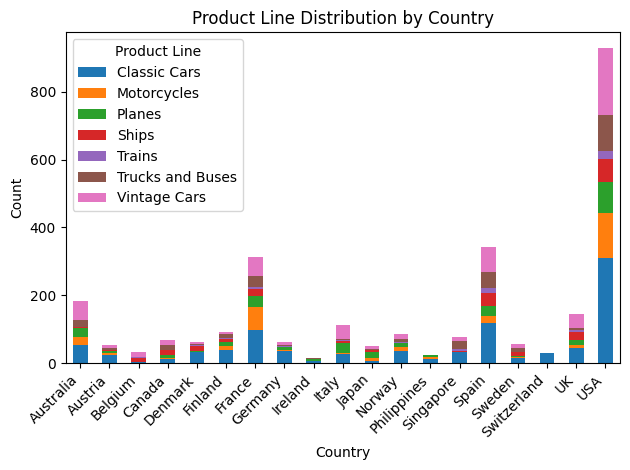 Product Line Distribution by Country
Product Line
Classic Cars
Motorcycles
Planes
Ships
Trains
Trucks and Buses
Vintage Cars
Count
800
600
400
200
0
Australia
Austria
Belgium
Canada
Denmark
Finland
France
Germany
Ireland
Italy
Japan
Norway
Philippines
Singapore
Spain
Sweden
Switzerland
UK
USA
Country